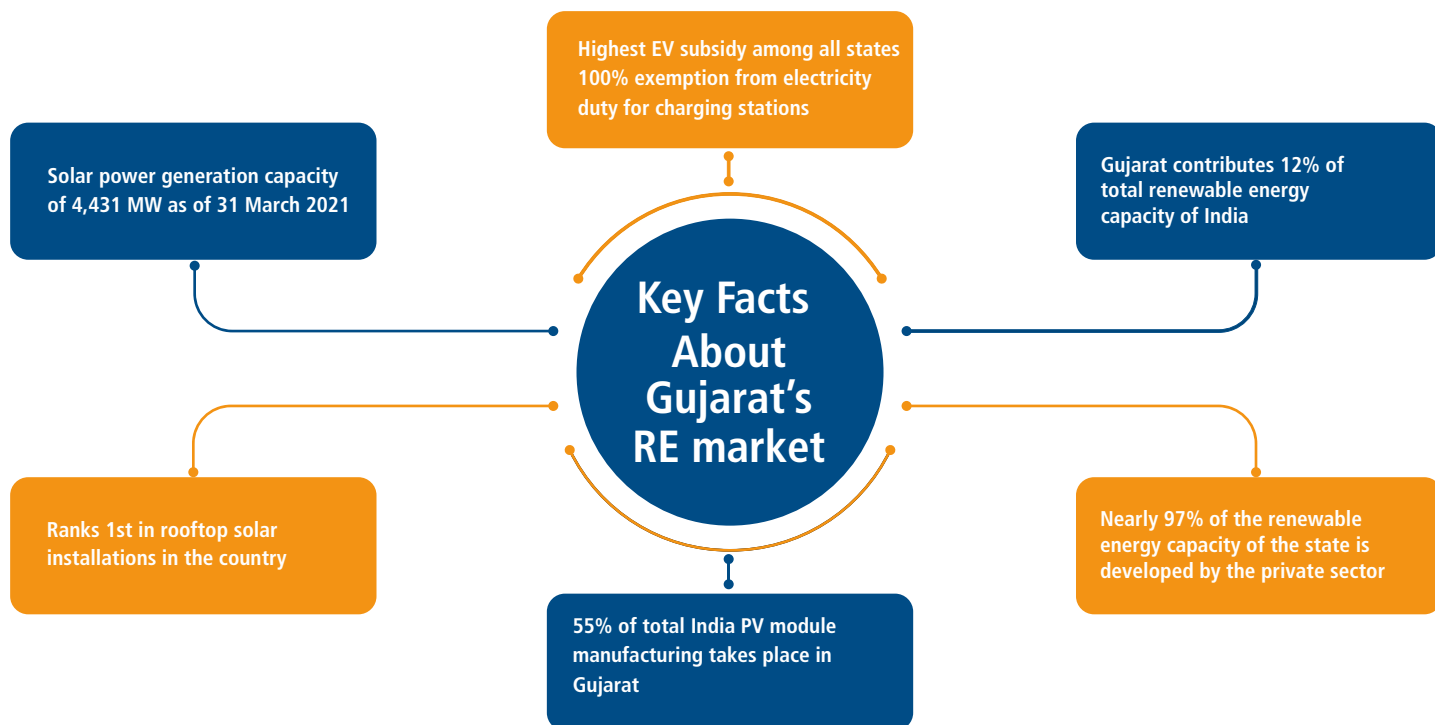 Highest EV subsidy among all states
100% exemption from electricity
duty for charging stations
Solar power generation capacity
of 4,431 MW as of 31 March 2021
Gujarat contributes 12% of
total renewable energy
capacity of India
Key Facts
About
Gujarat’s
RE market
Ranks 1st in rooftop solar
installations in the country
Nearly 97% of the renewable
energy capacity of the state is
developed by the private sector
55% of total India PV module
manufacturing takes place in
Gujarat